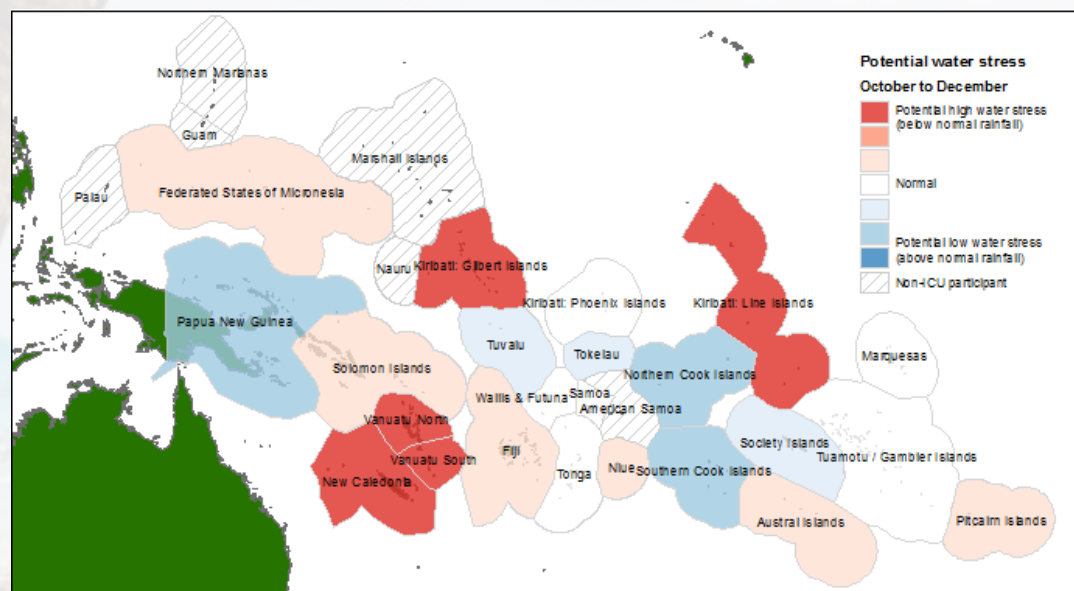 Northern Marianas
Guam
Marshall Islands
Palau
Federated States of Micronesia
Nauru
Kiribati: Gilbert Islands
Kiribati: Phoenix Islands
Kiribati: Line Islands
Papua New Guinea
Tuvalu
Tokelau
Marquesas
Solomon Islands
Northern Cook Islands
Wallis & Futuna
Samoa
American Samoa
Vanuatu North
Vanuatu South
Fiji
Society Islands
Tuamotu / Gambier Islands
New Caledonia
Tonga
Niue
Southern Cook Islands
Austral Islands
Pitcairn Islands
Potential water stress
October to December
Potential high water stress
(below normal rainfall)
Normal
Potential low water stress
(above normal rainfall)
Non-ICU participant